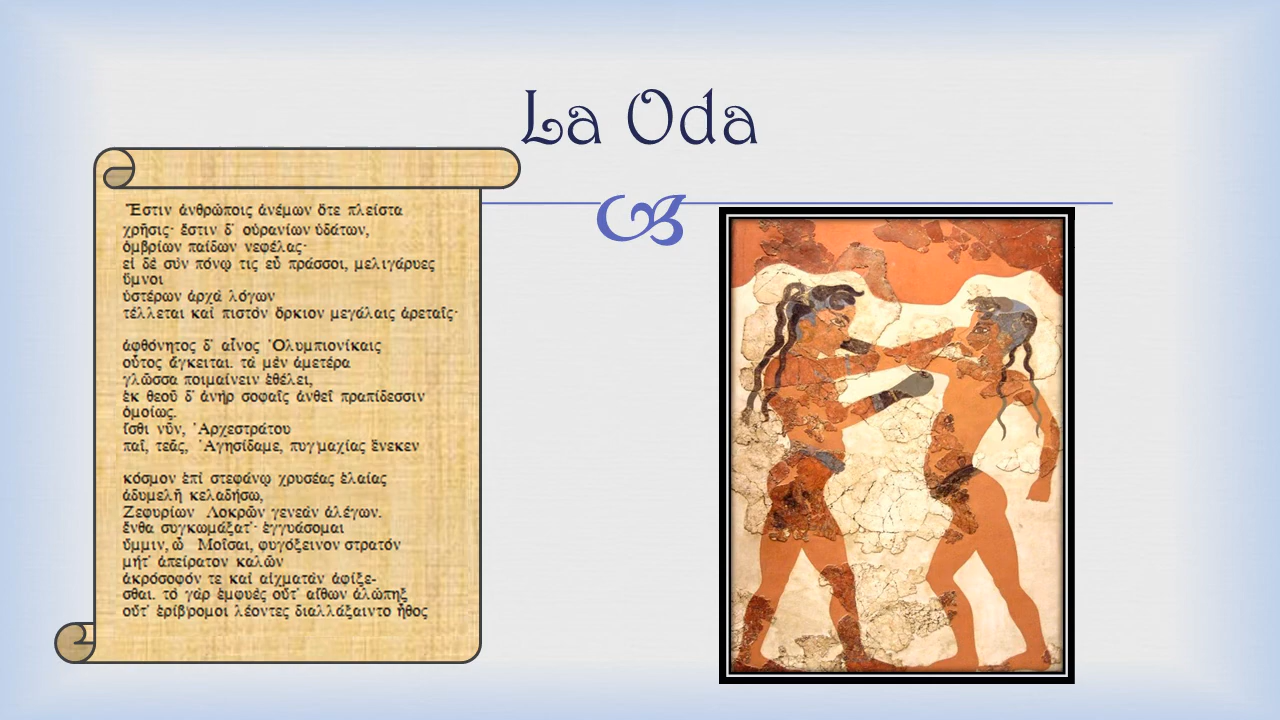 La Oda
Ἔστιν ἀνθρώποις ἀνέμων ὅτε πλείστα
χρῆσις· ἔστιν δ' οὐρανίων ὑδάτων,
ὀμβρίων παίδων νεφέλας·
εἰ δὲ σὺν πόνῳ τις εὖ πράσσοι, μελιγάρυες
ὕμνοι
ὑστέρων ἀρχὰ λόγων
τέλλεται καὶ πιστὸν ὅρκιον μεγάλαις ἀρεταῖς·
ἀφθόνητος δ' αἶνος Ὀλυμπιονίκαις
οὗτος ἄγκειται. τὰ μὲν ἁμετέρα
γλῶσσα ποιμαίνειν ἐθέλει,
ἐκ θεοῦ δ' ἀνὴρ σοφαῖς ἀνθεῖ πραπίδεσσιν
ὁμοίως.
ἴσθι νῦν, Ἀρχεστράτου
παῖ, τεᾶς, Ἁγησίδαμε, πυγμαχίας ἕνεκεν
κόσμον ἐπὶ στεφάνῳ χρυσέας ἐλαίας
ἁδυμελῆ κελαδήσω,
Ζεφυρίων Λοκρῶν γενεὰν ἀλέγων.
ἔνθα συγκωμάξατ'· ἐγγυάσομαι
ὔμμιν, ὦ Μοῖσαι, φυγόξεινον στρατὸν
μήτ' ἀπείρατον καλῶν
ἀκρόσοφόν τε καὶ αἰχματὰν ἀφίξε-
σθαι. τὸ γὰρ ἐμφυὲς οὔτ' αἴθων ἀλώπηξ
οὔτ' ἐρίβρομοι λέοντες διαλλάξαιντο ἦθος